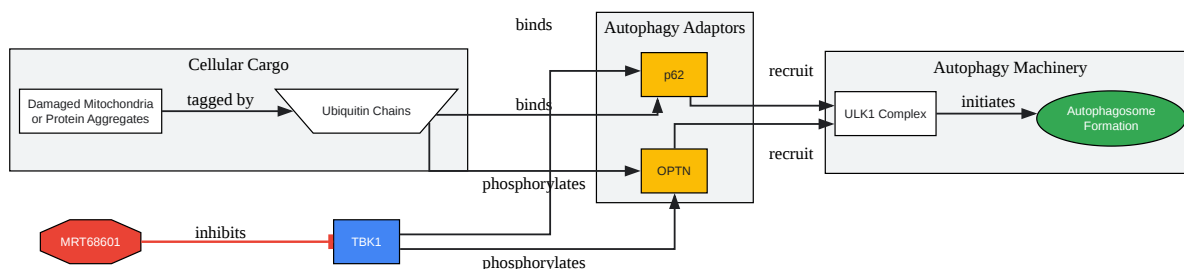 binds
Autophagy Adaptors
Cellular Cargo
p62
recruit
Autophagy Machinery
Damaged Mitochondria
or Protein Aggregates
tagged by
Ubiquitin Chains
binds
ULK1 Complex
initiates
Autophagosome
Formation
recruit
OPTN
phosphorylates
MRT68601
inhibits
TBK1
phosphorylates